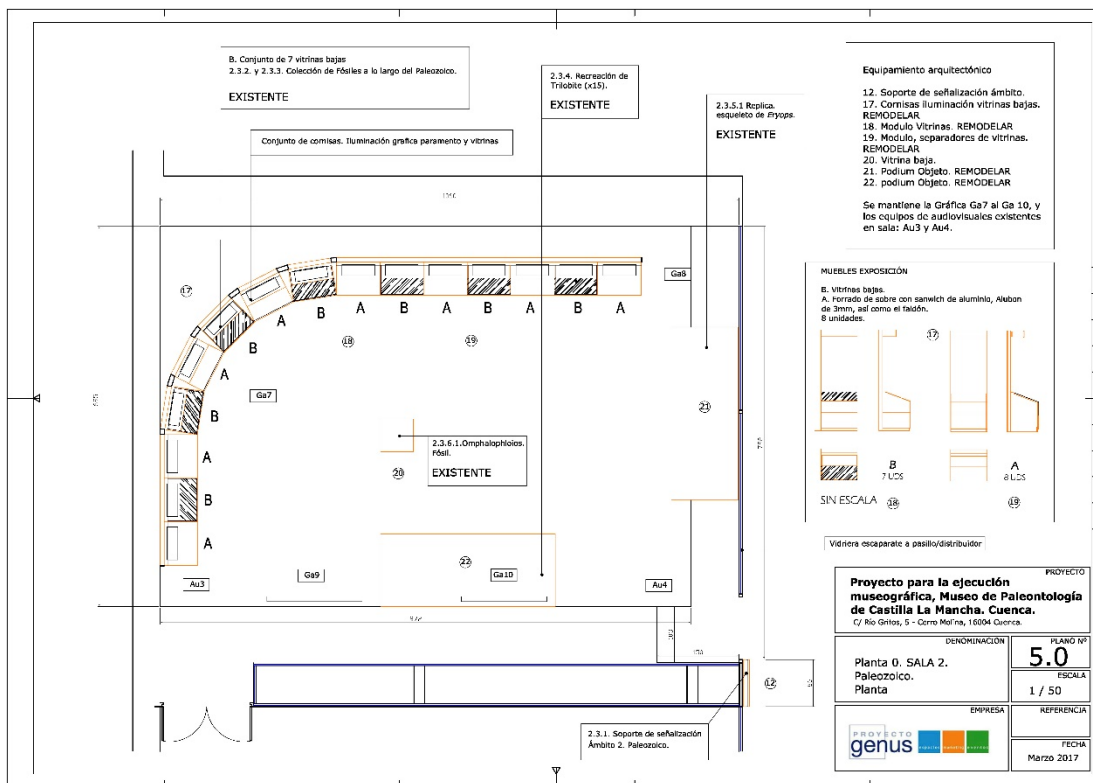 B. Conjunto de 7 vitrinas bajas
2.3.2. y 2.3.3. Colección de Fósiles a lo largo del Paleozoico.
EXISTENTE
Conjunto de cornisas. Iluminación grafica paramento y vitrinas
2.3.4. Recreación de
Trilobite (x15).
EXISTENTE
2.3.5.1 Replica.
esqueleto de Eryops.
EXISTENTE
Equipamiento arquitectónico
12. Soporte de señalización ámbito.
17. Cornisas iluminación vitrinas bajas.
REMODELAR
18. Modulo Vitrinas. REMODELAR
19. Modulo, separadores de vitrinas.
REMODELAR
20. Vitrina baja.
21. Podium Objeto. REMODELAR
22. podium Objeto. REMODELAR
Se mantiene la Gráfica Ga7 al Ga 10, y
los equipos de audiovisuales existentes
en sala: Au3 y Au4.
MUEBLES EXPOSICIÓN
B. Vitrinas bajas.
A. Forrado de sobre con sanwich de aluminio, Alubon
de 3mm, así como el faldón.
8 unidades.
17
B
7 UDS
A
8 UDS
SIN ESCALA
18
19
17
Ga8
A
B
A
B
A
B
A
B
A
B
A
B
A
B
A
18
19
Ga7
21
2.3.6.1.Omphalophloios.
Fósil.
EXISTENTE
20
22
Au3
Ga9
Ga10
Au4
100
12
2.3.1. Soporte de señalización
Ámbito 2. Paleozoico.
Vidriera escaparate a pasillo/distribuidor
PROYECTO
Proyecto para la ejecución
museográfica, Museo de Paleontología
de Castilla La Mancha. Cuenca.
C/ Río Gritos, 5 - Cerro Molina, 16004 Cuenca.
DENOMINACIÓN
Planta 0. SALA 2.
Paleozoico.
Planta
PLANO Nº
5.0
ESCALA
1 / 50
EMPRESA
PROYECTO
genus
REFERENCIA
FECHA
Marzo 2017